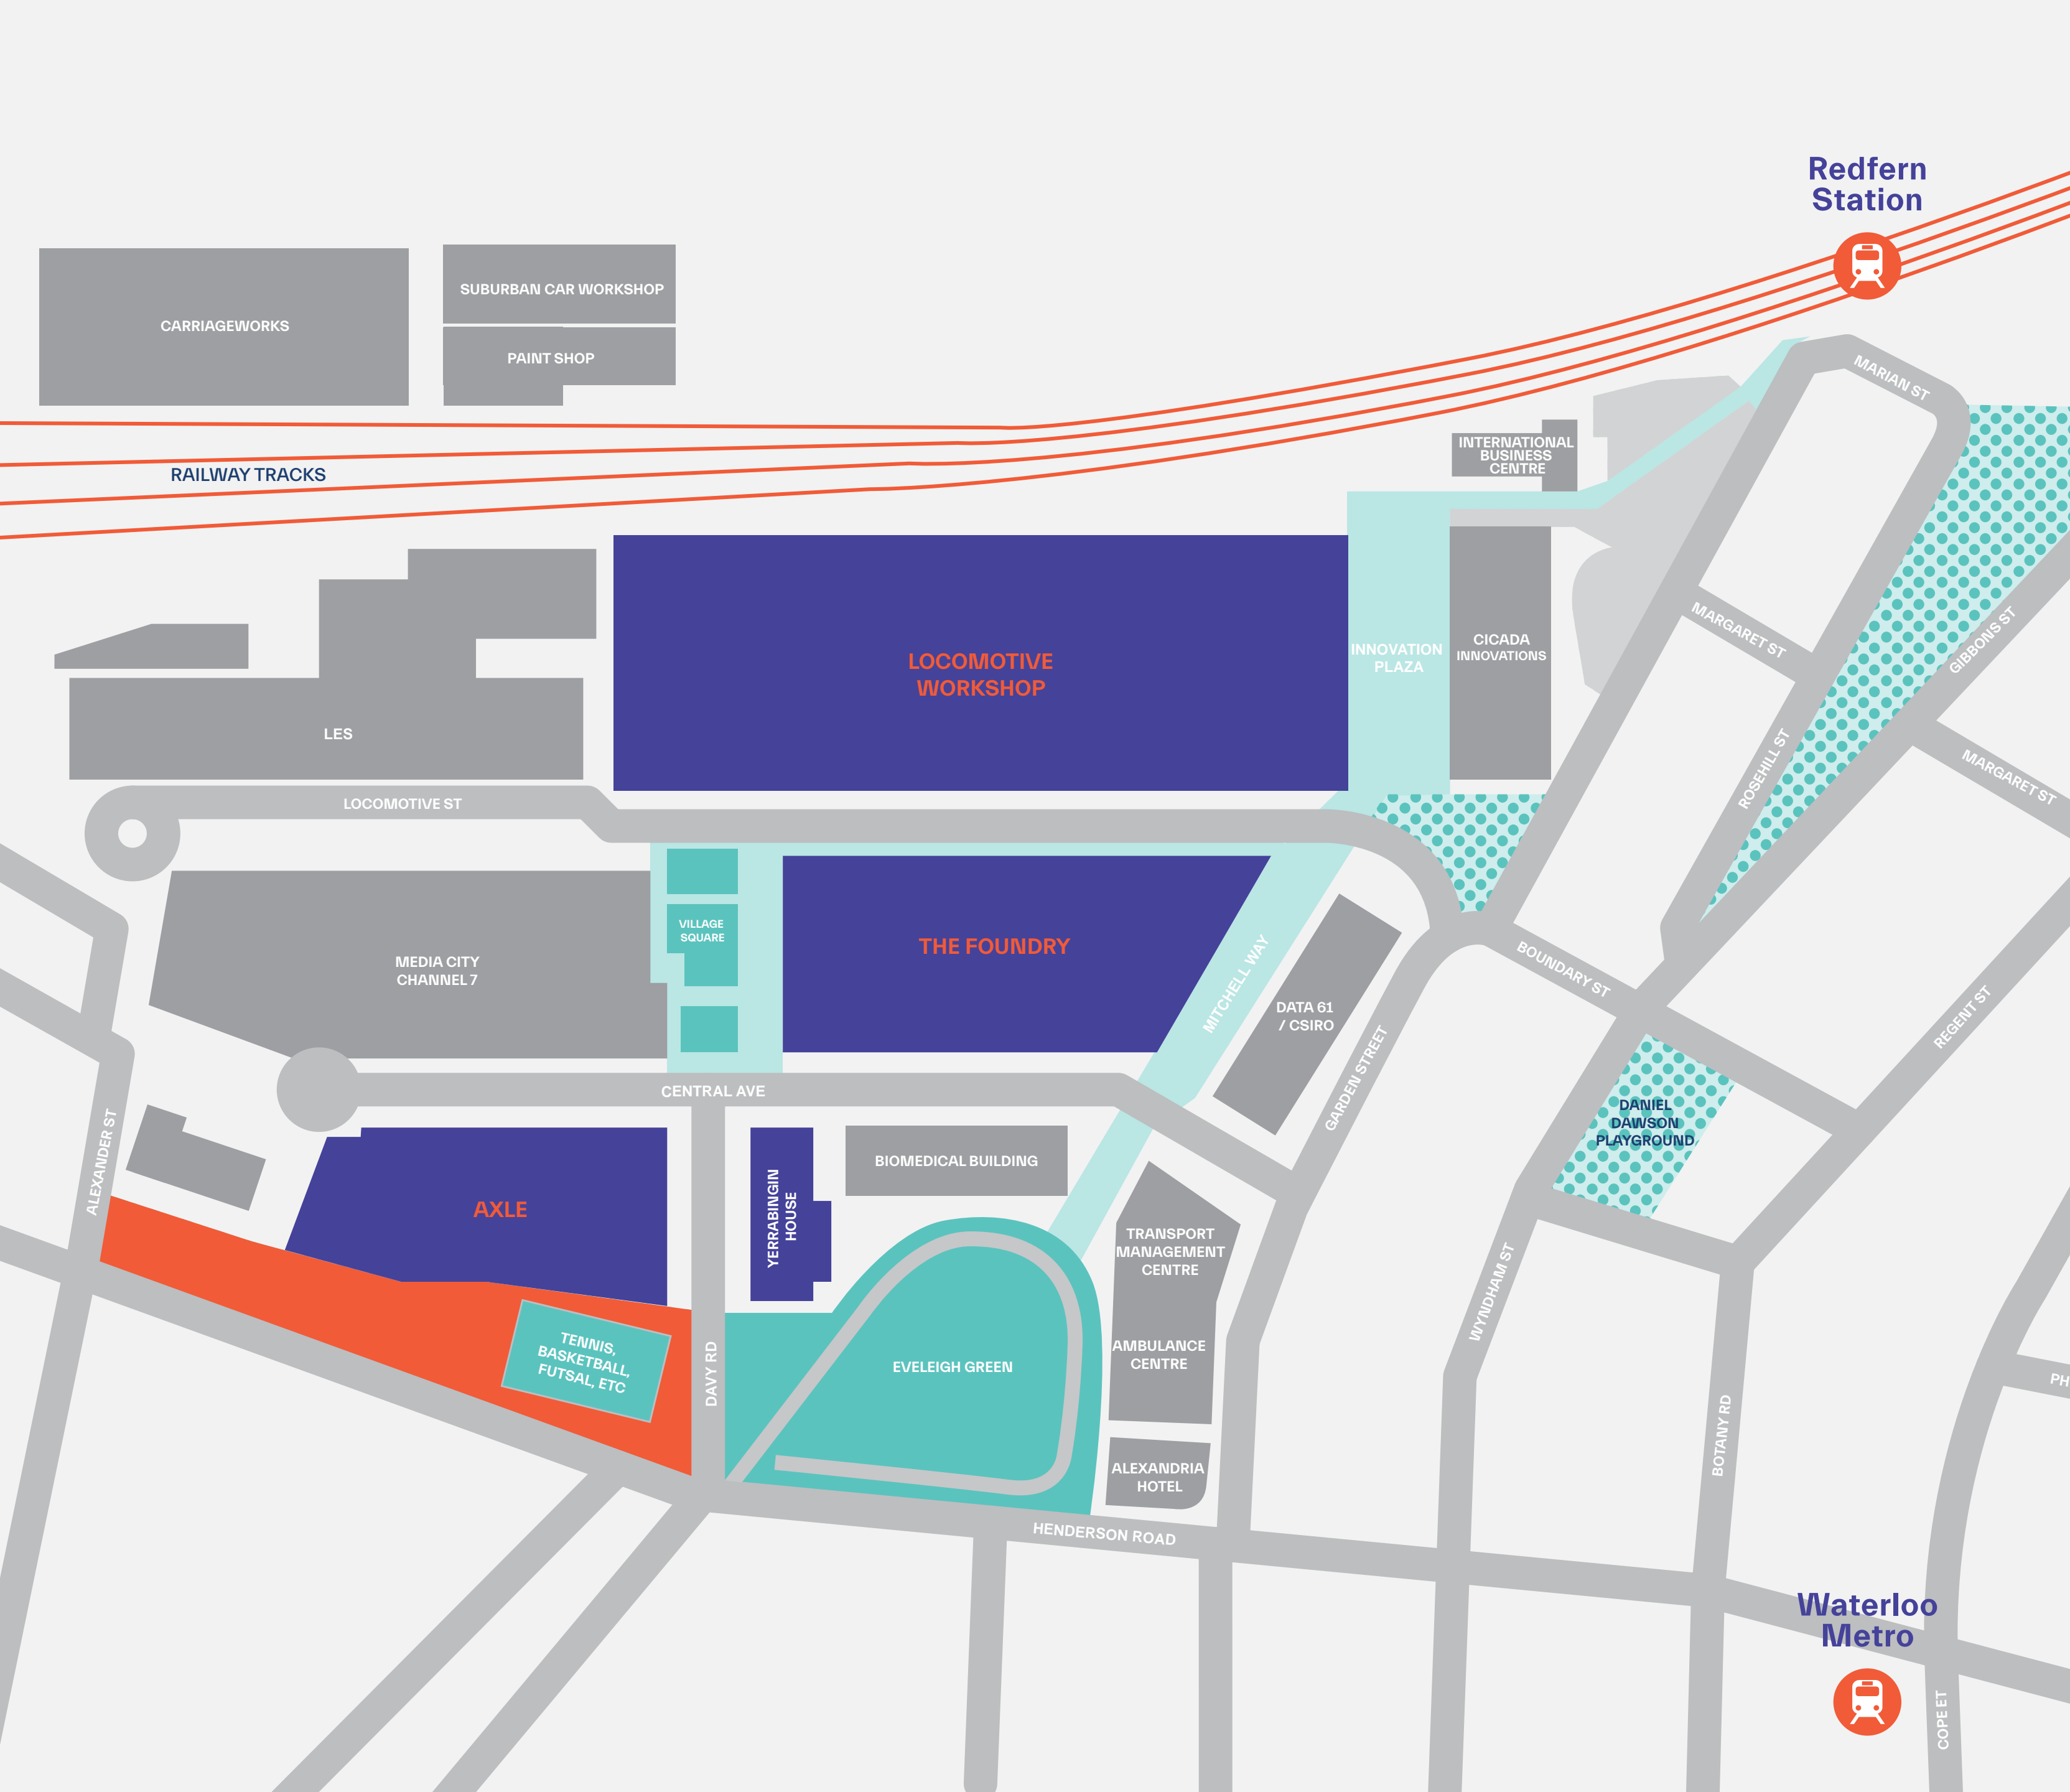 Redfern
Station
SUBURBAN CAR WORKSHOP
CARRIAGEWORKS
PAINT SHOP
MARIAN ST
INTERNATIONAL
BUSINESS
CENTRE
RAILWAY TRACKS
LOCOMOTIVE
WORKSHOP
INNOVATION
PLAZA
CICADA
INNOVATIONS
MARGARET ST
GIBBONS ST
LES
ROSEHILL ST
MARGARET ST
LOCOMOTIVE ST
VILLAGE
SQUARE
THE FOUNDRY
MEDIA CITY
CHANNEL 7
MITCHELL WAY
DATA 61
/ CSIRO
BOUNDARY ST
REGENT ST
GARDEN STREET
CENTRAL AVE
DANIEL
DAWSON
PLAYGROUND
ALEXANDER ST
AXLE
YERRABINGIN
HOUSE
BIOMEDICAL BUILDING
TRANSPORT
MANAGEMENT
CENTRE
WYNDHAM ST
TENNIS,
BASKETBALL,
FUTSAL, ETC
DAVY RD
EVELEIGH GREEN
AMBULANCE
CENTRE
PH
BOTANY RD
ALEXANDRIA
HOTEL
HENDERSON ROAD
Waterloo
Metro
COPE ET